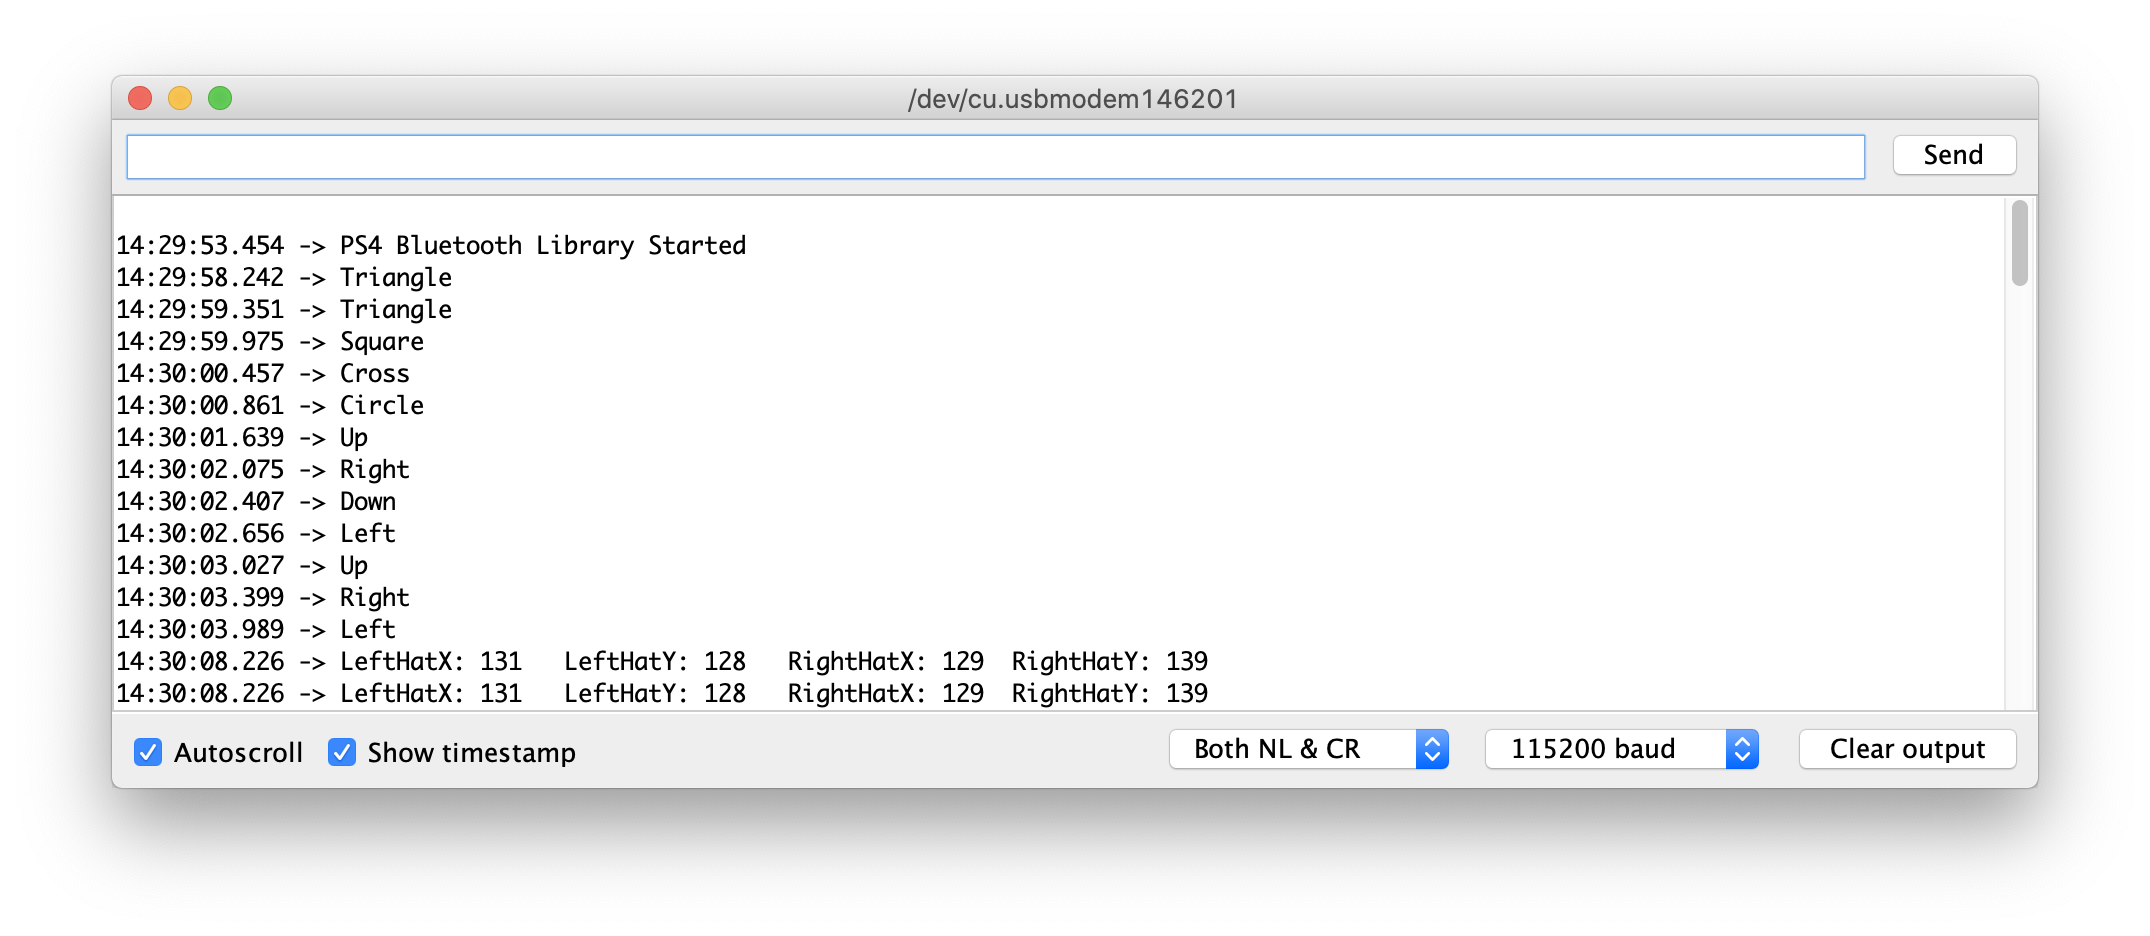 /dev/cu.usbmodem146201
Send
14:29:53.454 -> PS4 Bluetooth Library Started
14:29:58.242 -> Triangle
14:29:59.351 -> Triangle
14:29:59.975 -> Square
14:30:00.457 -> Cross
14:30:00.861 -> Circle
14:30:01.639 -> Up
14:30:02.075 -> Right
14:30:02.407 -> Down
14:30:02.656 -> Left
14:30:03.027 -> Up
14:30:03.399 -> Right
14:30:03.989 -> Left
14:30:08.226 -> LeftHatX: 131   LeftHatY: 128   RightHatX: 129  RightHatY: 139
14:30:08.226 -> LeftHatX: 131   LeftHatY: 128   RightHatX: 129  RightHatY: 139
Autoscroll  Show timestamp  Both NL & CR  115200 baud  Clear output